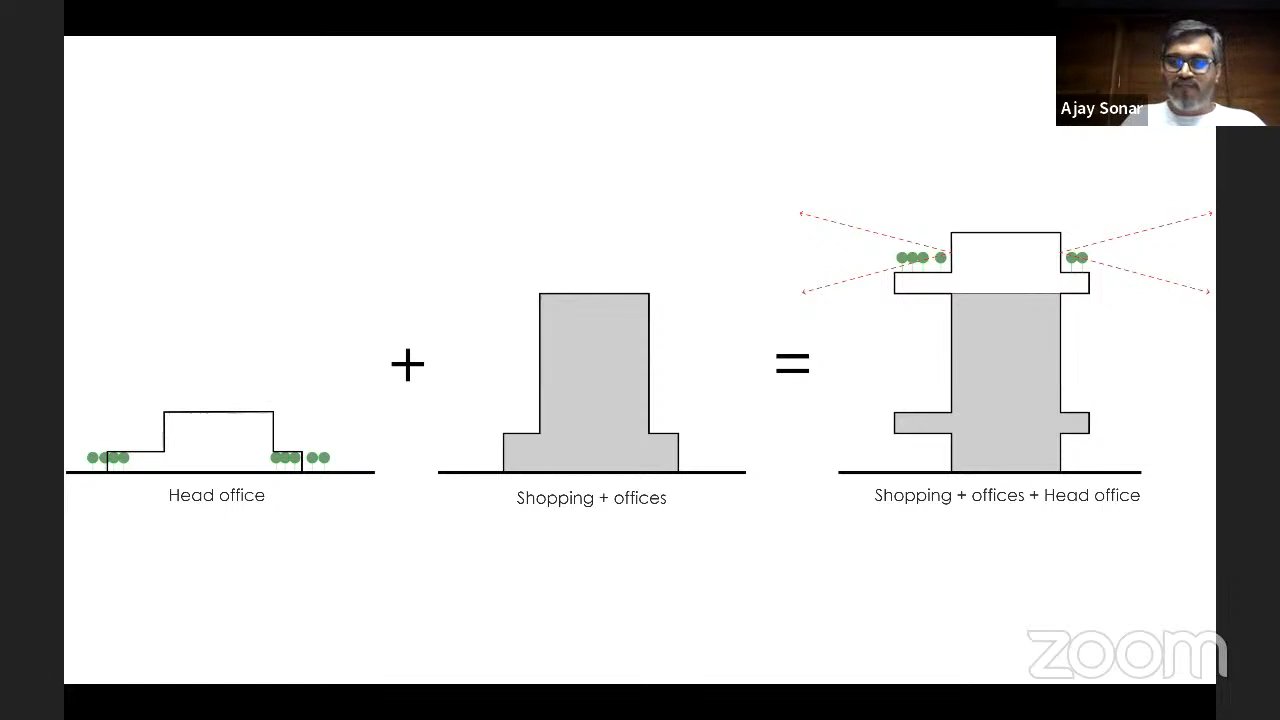 Ajay Sonar
+
=
Head office
Shopping + offices
Shopping + offices + Head office
zoom